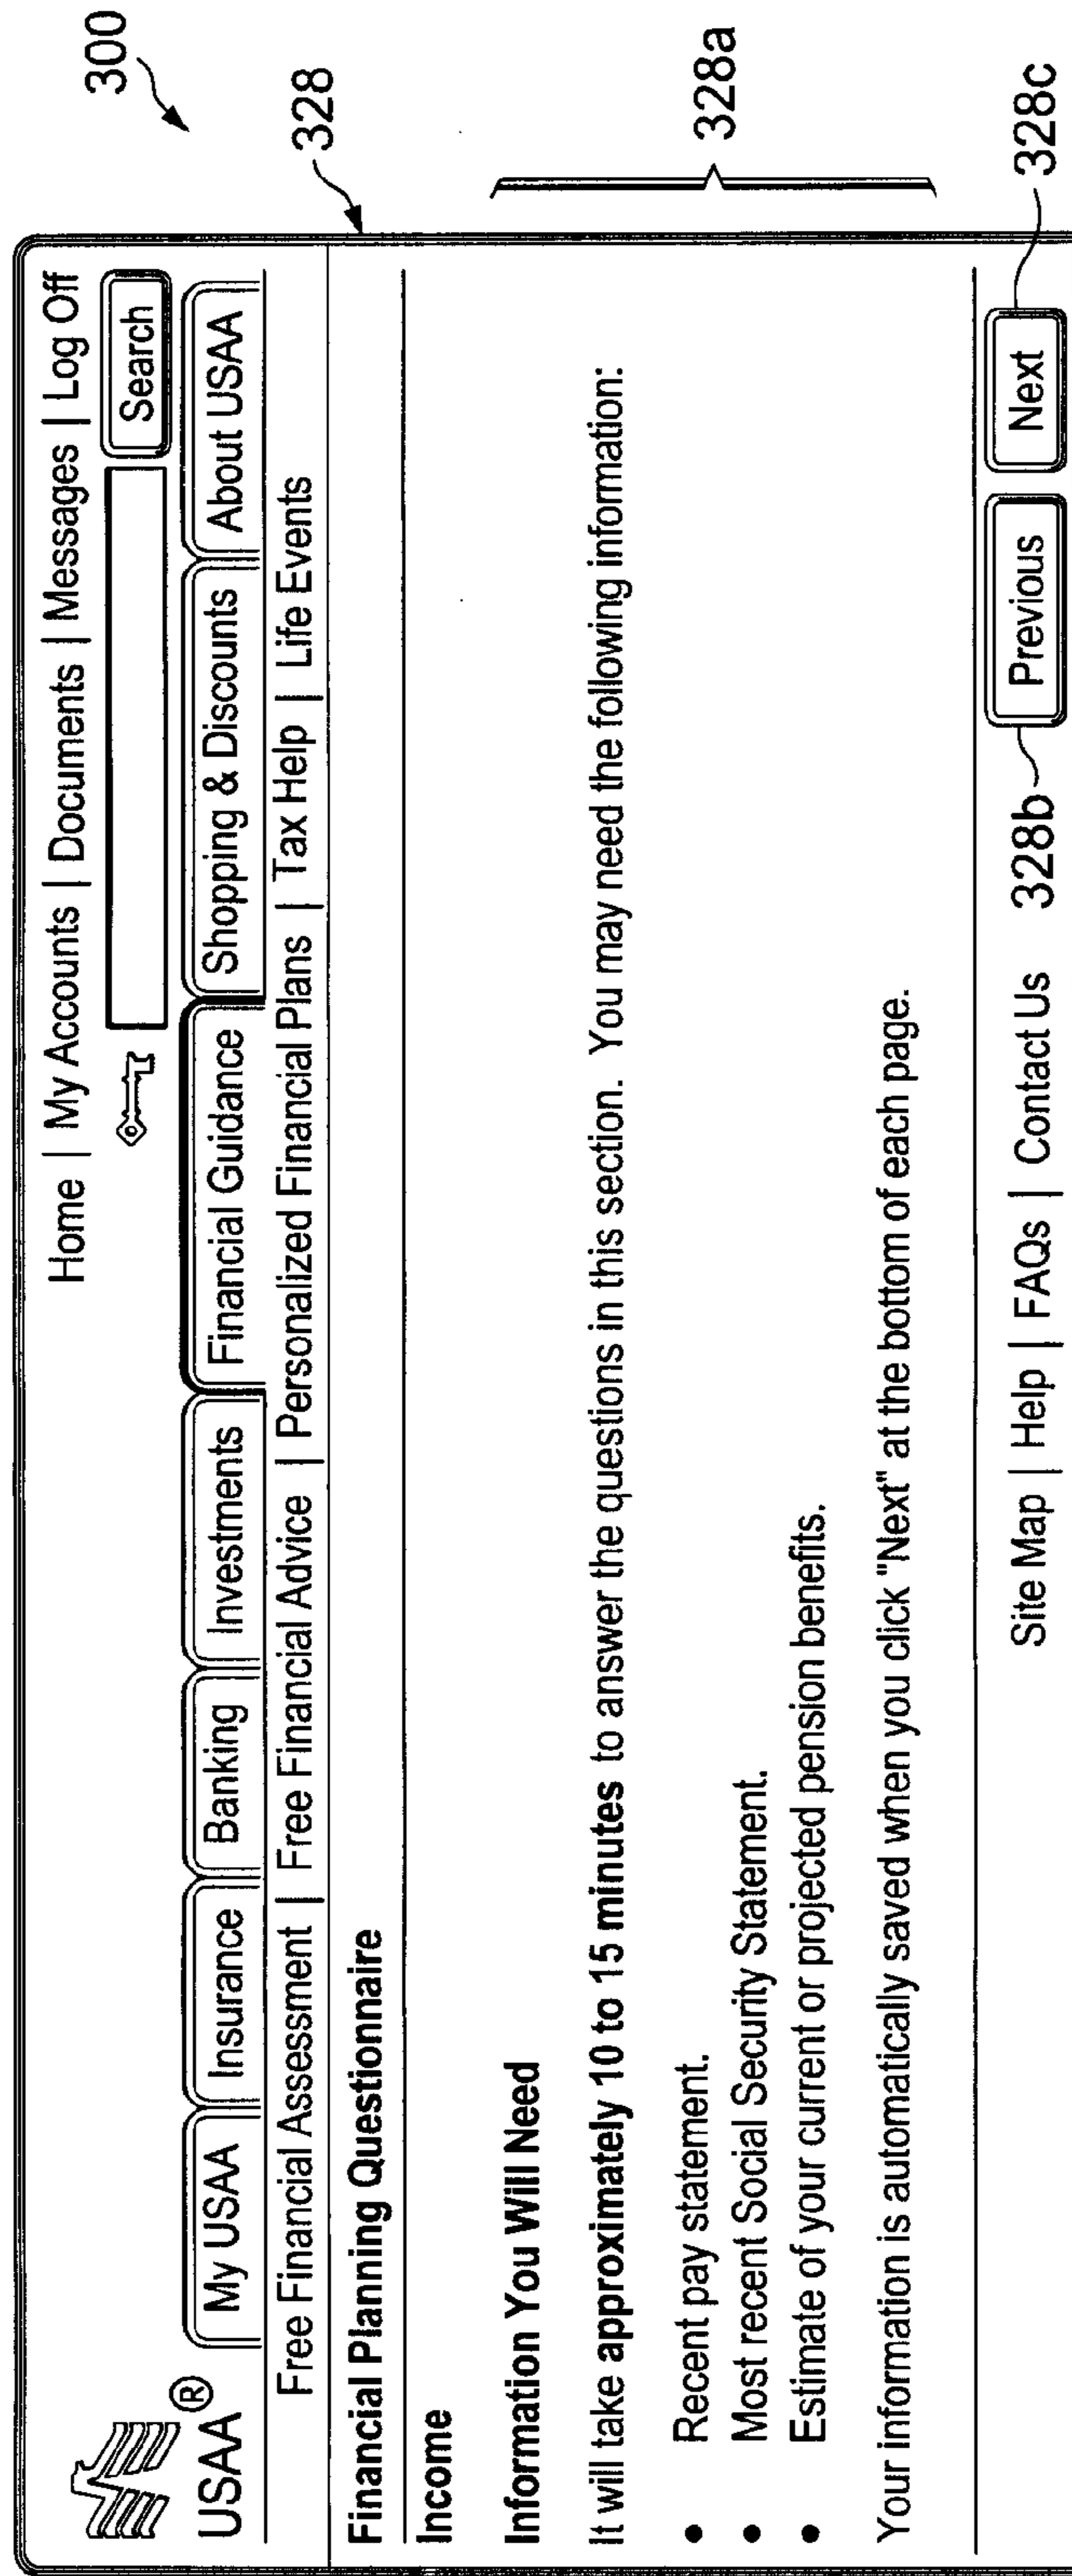 300
328
Home | My Accounts | Documents | Messages | Log Off
Search
USAA®
My USAA Insurance Banking Investments Financial Guidance Shopping & Discounts About USAA
Free Financial Assessment | Free Financial Advice | Personalized Financial Plans | Tax Help | Life Events
Financial Planning Questionnaire
Income
Information You Will Need
It will take approximately 10 to 15 minutes to answer the questions in this section. You may need the following information:
• Recent pay statement.
• Most recent Social Security Statement.
• Estimate of your current or projected pension benefits.
328a
Your information is automatically saved when you click "Next" at the bottom of each page.
Site Map | Help | FAQs | Contact Us 328b Previous Next 328c